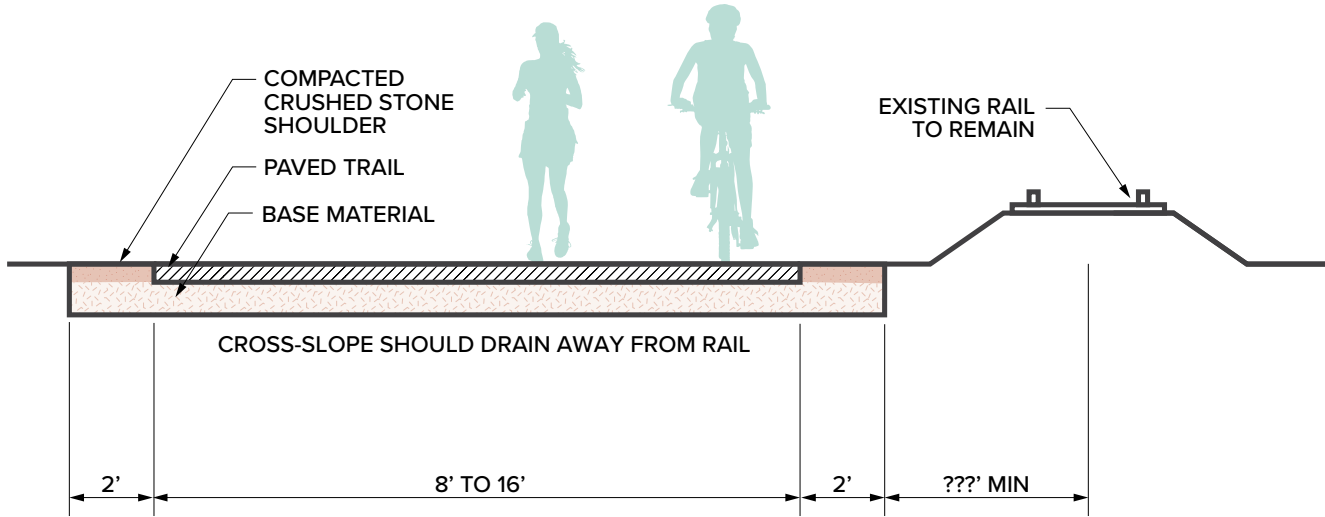 COMPACTED
CRUSHED STONE
SHOULDER
PAVED TRAIL
BASE MATERIAL
EXISTING RAIL
TO REMAIN
CROSS-SLOPE SHOULD DRAIN AWAY FROM RAIL
2’
8’ TO 16’
2’
???’ MIN